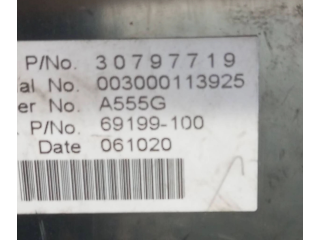 P/No. 30797719
al No. 003000113925
er No. A555G
P/No. 69199-100
Date 061020